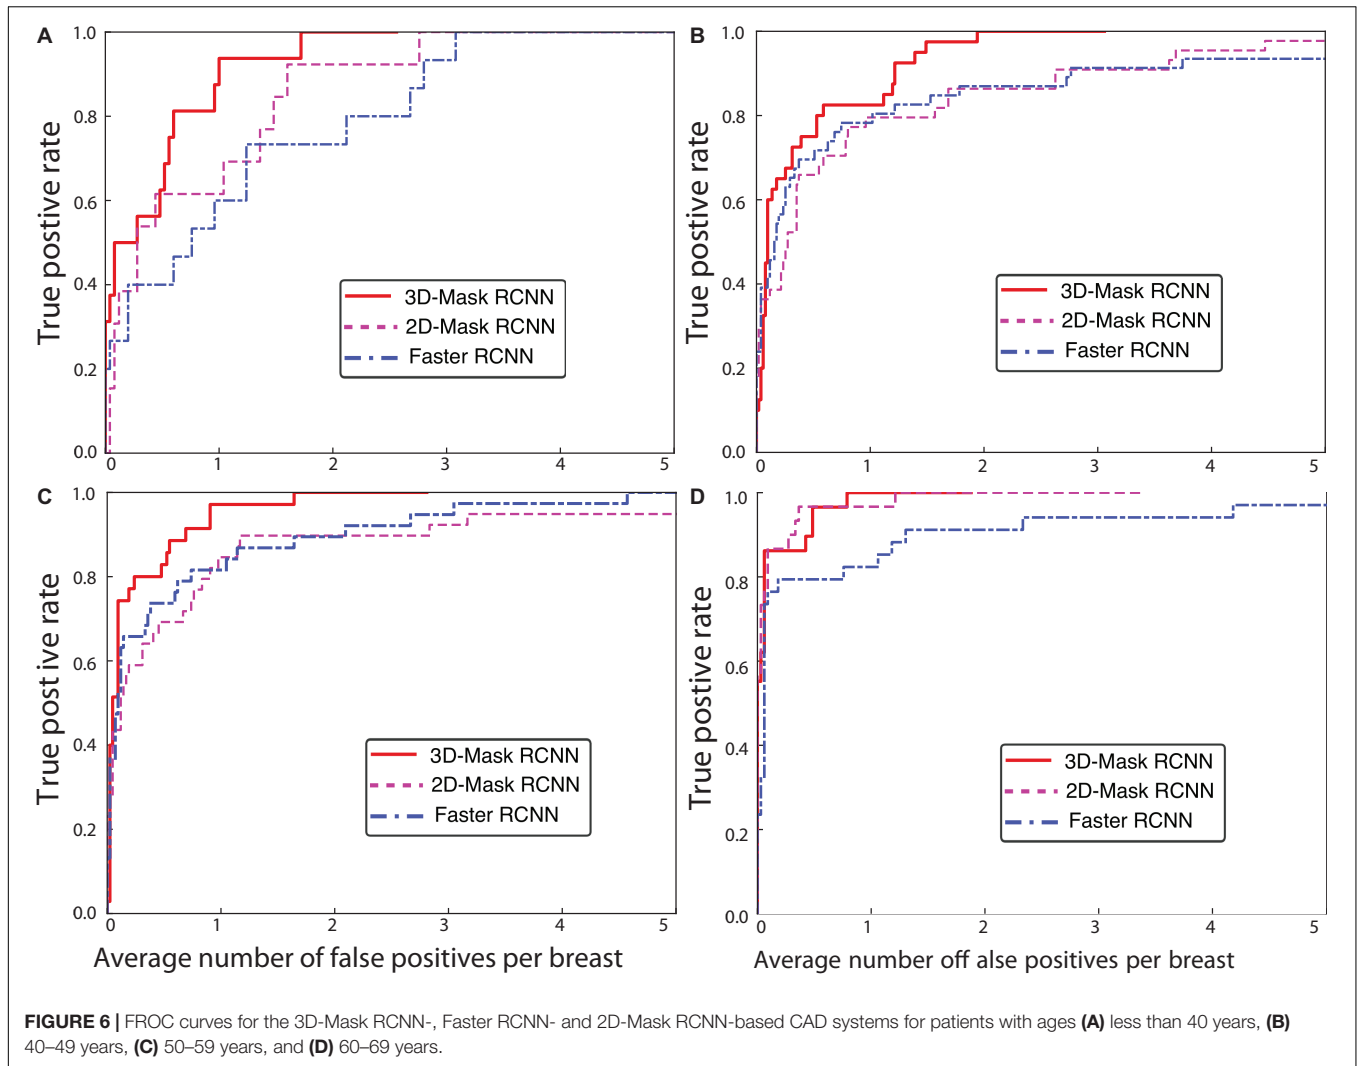 A
1.0
0.8
0.6
0.4
0.2
0.0
True postive rate
3D-Mask RCNN
2D-Mask RCNN
Faster RCNN
0 1 2 3 4 5
B
1.0
0.8
0.6
0.4
0.2
0.0
True postive rate
3D-Mask RCNN
2D-Mask RCNN
Faster RCNN
0 1 2 3 4 5
C
1.0
0.8
0.6
0.4
0.2
0.0
True postive rate
3D-Mask RCNN
2D-Mask RCNN
Faster RCNN
0 1 2 3 4 5
Average number of false positives per breast
D
1.0
0.8
0.6
0.4
0.2
0.0
True postive rate
3D-Mask RCNN
2D-Mask RCNN
Faster RCNN
0 1 2 3 4 5
Average number off alse positives per breast
FIGURE 6 | FROC curves for the 3D-Mask RCNN-, Faster RCNN- and 2D-Mask RCNN-based CAD systems for patients with ages (A) less than 40 years, (B)
40–49 years, (C) 50–59 years, and (D) 60–69 years.